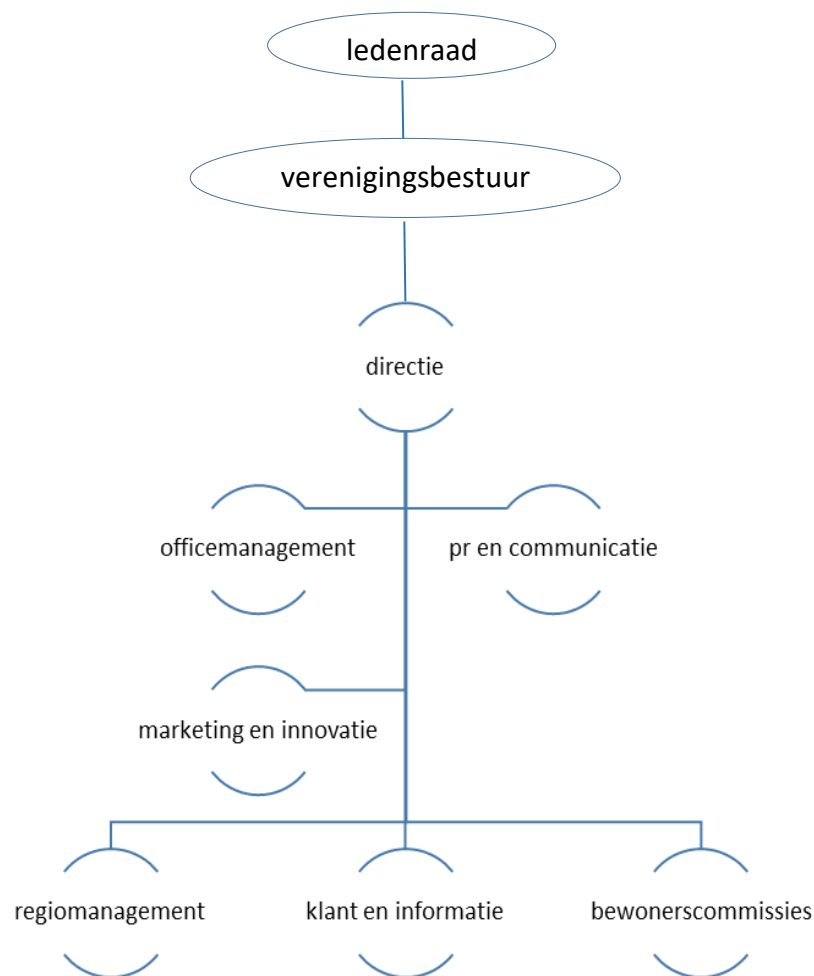 ledenraad
verenigingsbestuur
directie
officemanagement
pr en communicatie
marketing en innovatie
regiomanagement
klant en informatie
bewonerscommissies